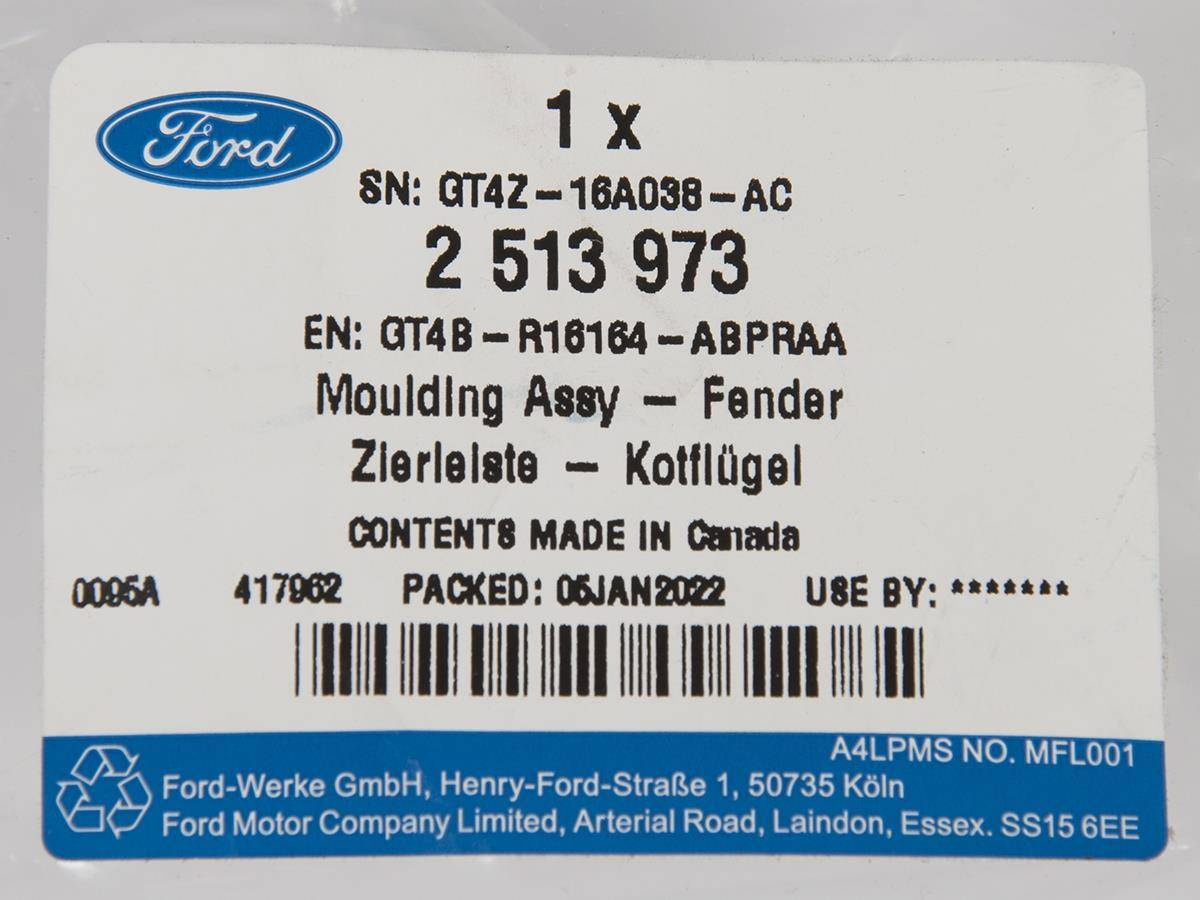 Ford
1 x
SN: GT4Z-16A038-AC
2 513 973
EN: GT4B-R16164-ABPRAA
Moulding Assy - Fender
Zierleiste - Kotflügel
CONTENTS MADE IN Canada
0095A 417962 PACKED: 05JAN2022 USE BY: *******
A4LPMS NO. MFL001
Ford-Werke GmbH, Henry-Ford-Straße 1, 50735 Köln
Ford Motor Company Limited, Arterial Road, Laindon, Essex. SS15 6EE